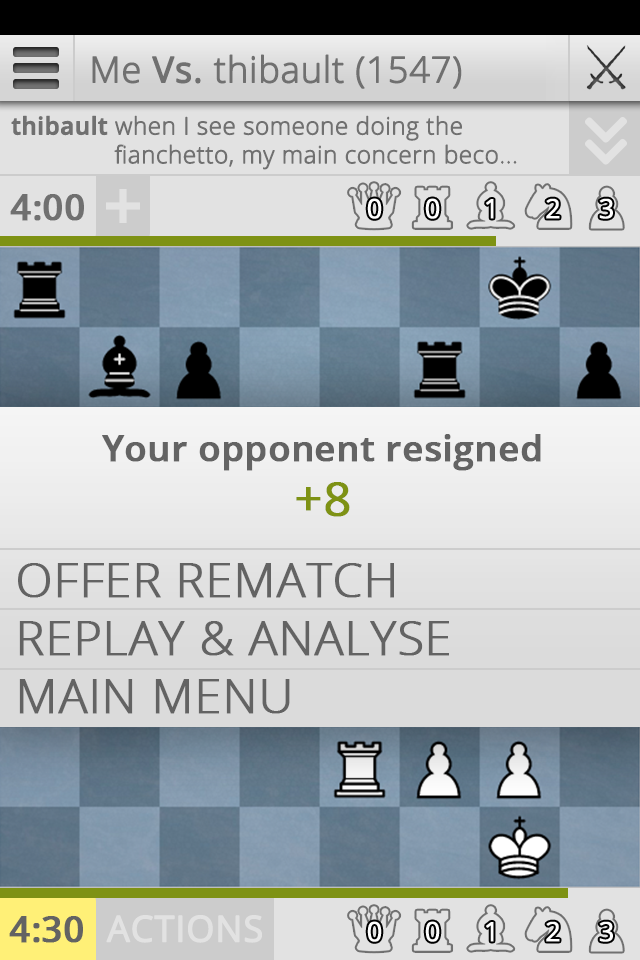 Me Vs. thibault (1547)
thibault when I see someone doing the
fianchetto, my main concern beco...
4:00 + 0 0 1 2 3
Your opponent resigned
+8
OFFER REMATCH
REPLAY & ANALYSE
MAIN MENU
4:30 ACTIONS 0 0 1 2 3